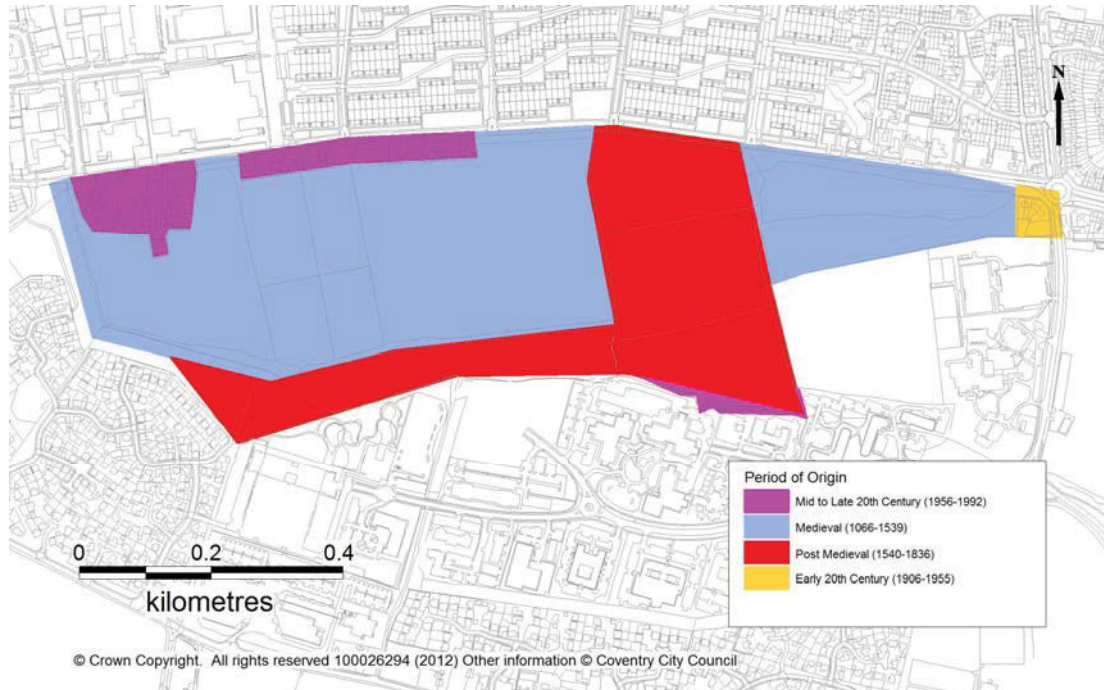 N
Period of Origin
Mid to Late 20th Century (1956-1992)
Medieval (1066-1539)
Post Medieval (1540-1836)
Early 20th Century (1906-1955)
0 0.2 0.4
kilometres
© Crown Copyright. All rights reserved 100026294 (2012) Other information © Coventry City Council